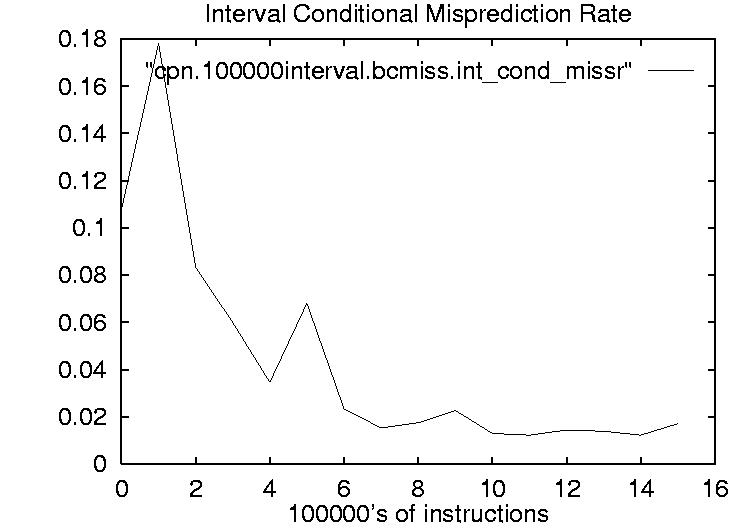 Interval Conditional Misprediction Rate
0.18
"cpn.100000interval.bcmiss.int_cond_missr"
0.16
0.14
0.12
0.1
0.08
0.06
0.04
0.02
0
0 2 4 6 8 10 12 14 16
100000's of instructions